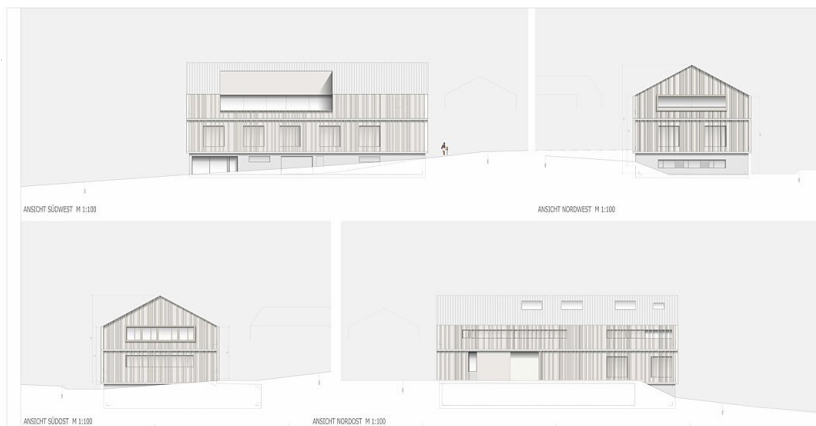 ANSICHT SÜDWEST M 1:100
ANSICHT NORDWEST M 1:100
ANSICHT SÜDOST M 1:100
ANSICHT NORDOST M 1:100